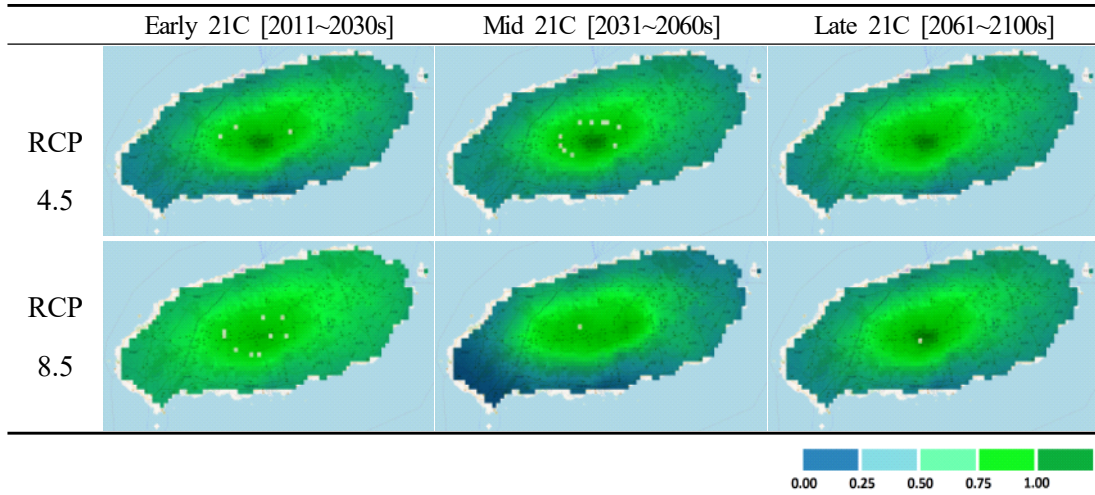 Early 21C [2011~2030s] Mid 21C [2031~2060s] Late 21C [2061~2100s]
RCP
4.5
RCP
8.5
0.00 0.25 0.50 0.75 1.00